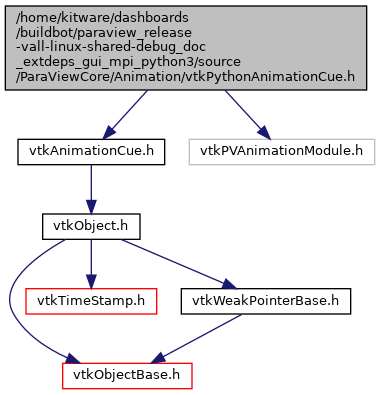 /home/kitware/dashboards
/buildbot/paraview_release
-vall-linux-shared-debug_doc
_extdeps_gui_mpi_python3/source
/ParaViewCore/Animation/vtkPythonAnimationCue.h
vtkAnimationCue.h
vtkPVAnimationModule.h
vtkObject.h
vtkTimeStamp.h
vtkWeakPointerBase.h
vtkObjectBase.h